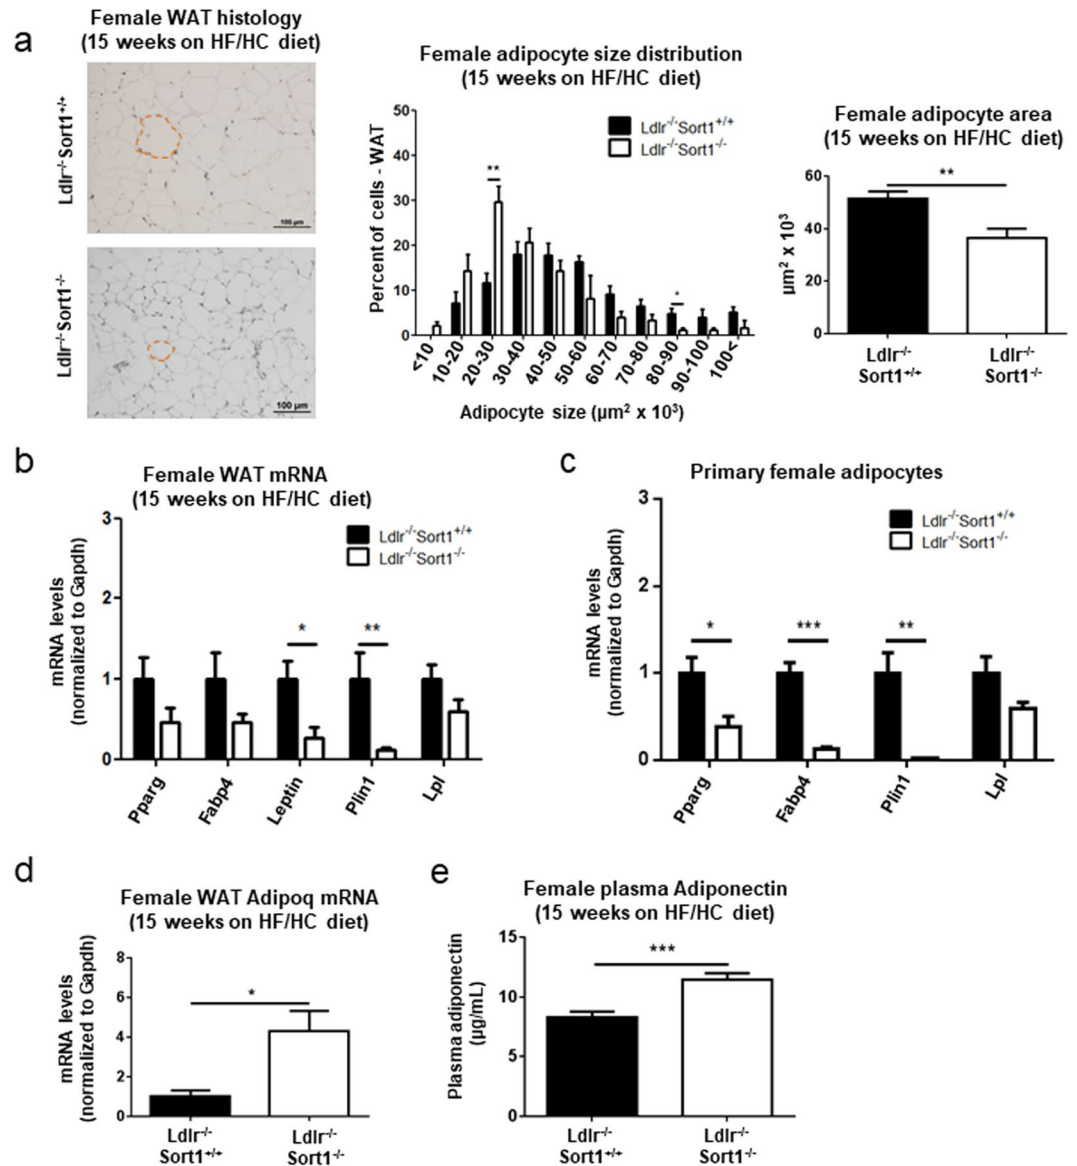 a
Female WAT histology
(15 weeks on HF/HC diet)
Ldlr-/-Sort1+/+
100 µm
Ldlr-/-Sort1-/-
100 µm
Female adipocyte size distribution
(15 weeks on HF/HC diet)
Percent of cells - WAT
50
40
30
20
10
0
Ldlr-/-Sort1+/+
Ldlr-/-Sort1-/-
**
*
<10
10-20
20-30
30-40
40-50
50-60
60-70
70-80
80-90
90-100
100<
Adipocyte size (µm² x 10³)
Female adipocyte area
(15 weeks on HF/HC diet)
µm² x 10³
60
40
20
0
**
Ldlr-/-
Sort1+/+
Ldlr-/-
Sort1-/-
b
Female WAT mRNA
(15 weeks on HF/HC diet)
mRNA levels
(normalized to Gapdh)
3
2
1
0
Ldlr-/-Sort1+/+
Ldlr-/-Sort1-/-
*
**
Pparg
Fabp4
Leptin
Plin1
Lpl
c
Primary female adipocytes
mRNA levels
(normalized to Gapdh)
3
2
1
0
Ldlr-/-Sort1+/+
Ldlr-/-Sort1-/-
*
***
**
Pparg
Fabp4
Plin1
Lpl
d
Female WAT Adipoq mRNA
(15 weeks on HF/HC diet)
mRNA levels
(normalized to Gapdh)
8
6
4
2
0
*
Ldlr-/-
Sort1+/+
Ldlr-/-
Sort1-/-
e
Female plasma Adiponectin
(15 weeks on HF/HC diet)
Plasma adiponectin
(µg/mL)
15
10
5
0
***
Ldlr-/-
Sort1+/+
Ldlr-/-
Sort1-/-